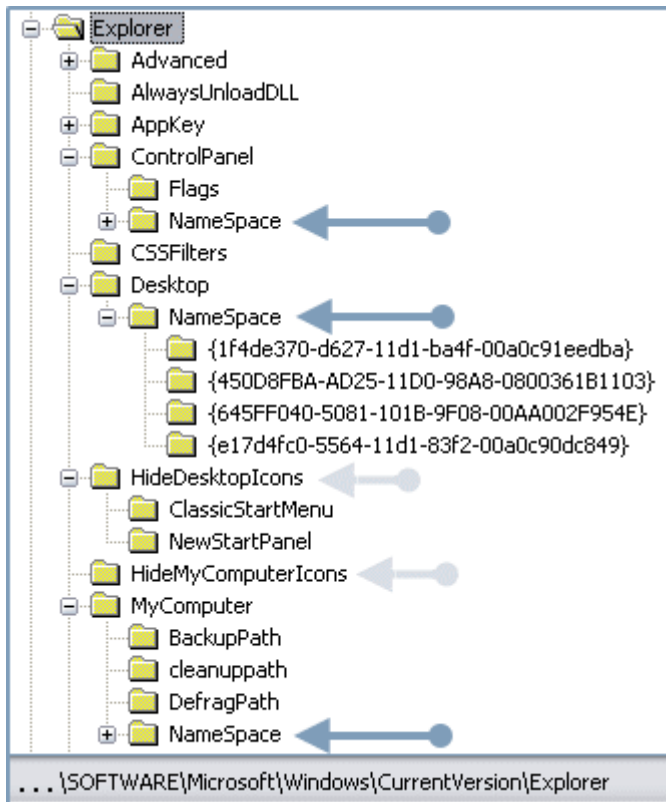 Explorer
Advanced
AlwaysUnloadDLL
AppKey
ControlPanel
Flags
NameSpace
CSSFilters
Desktop
NameSpace
{1f4de370-d627-11d1-ba4f-00a0c91eedba}
{450D8FBA-AD25-11D0-98A8-0800361B1103}
{645FF040-5081-101B-9F08-00AA002F954E}
{e17d4fc0-5564-11d1-83f2-00a0c90dc849}
HideDesktopIcons
ClassicStartMenu
NewStartPanel
HideMyComputerIcons
MyComputer
BackupPath
cleanuppath
DefragPath
NameSpace
...\SOFTWARE\Microsoft\Windows\CurrentVersion\Explorer